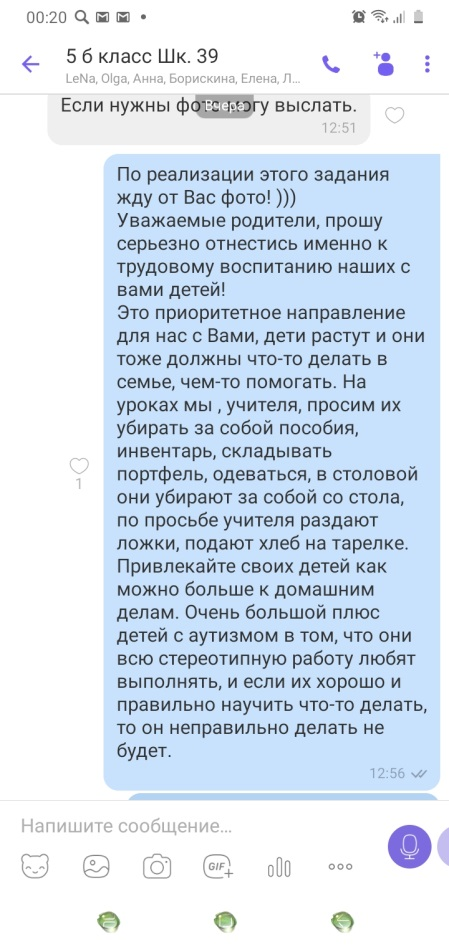 00:20
5 б класс Шк. 39
LeNa, Olga, Анна, Борискина, Елена, Л...
Если нужны могу выслать.
Вчера
12:51
По реализации этого задания
жду от Вас фото! )))
Уважаемые родители, прошу
серьезно отнестись именно к
трудовому воспитанию наших с
вами детей!
Это приоритетное направление
для нас с Вами, дети растут и они
тоже должны что-то делать в
семье, чем-то помогать. На
уроках мы , учителя, просим их
убирать за собой пособия,
инвентарь, складывать
портфель, одеваться, в столовой
они убирают за собой со стола,
по просьбе учителя раздают
ложки, подают хлеб на тарелке.
Привлекайте своих детей как
можно больше к домашним
делам. Очень большой плюс
детей с аутизмом в том, что они
всю стереотипную работу любят
выполнять, и если их хорошо и
правильно научить что-то делать,
то он неправильно делать не
будет.
1
12:56
Напишите сообщение...
GIF